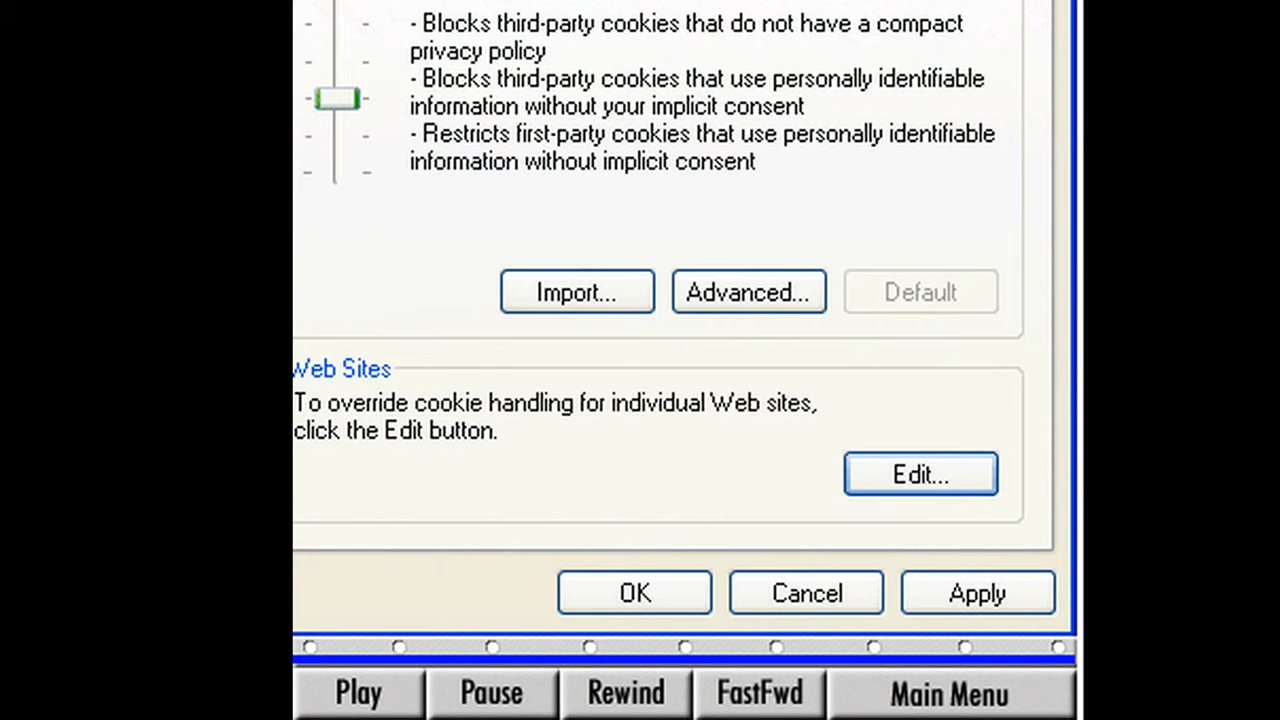 - Blocks third-party cookies that do not have a compact
privacy policy
- Blocks third-party cookies that use personally identifiable
information without your implicit consent
- Restricts first-party cookies that use personally identifiable
information without implicit consent
Import... Advanced... Default
Web Sites
To override cookie handling for individual Web sites,
click the Edit button.
Edit...
OK Cancel Apply
Play Pause Rewind FastFwd Main Menu